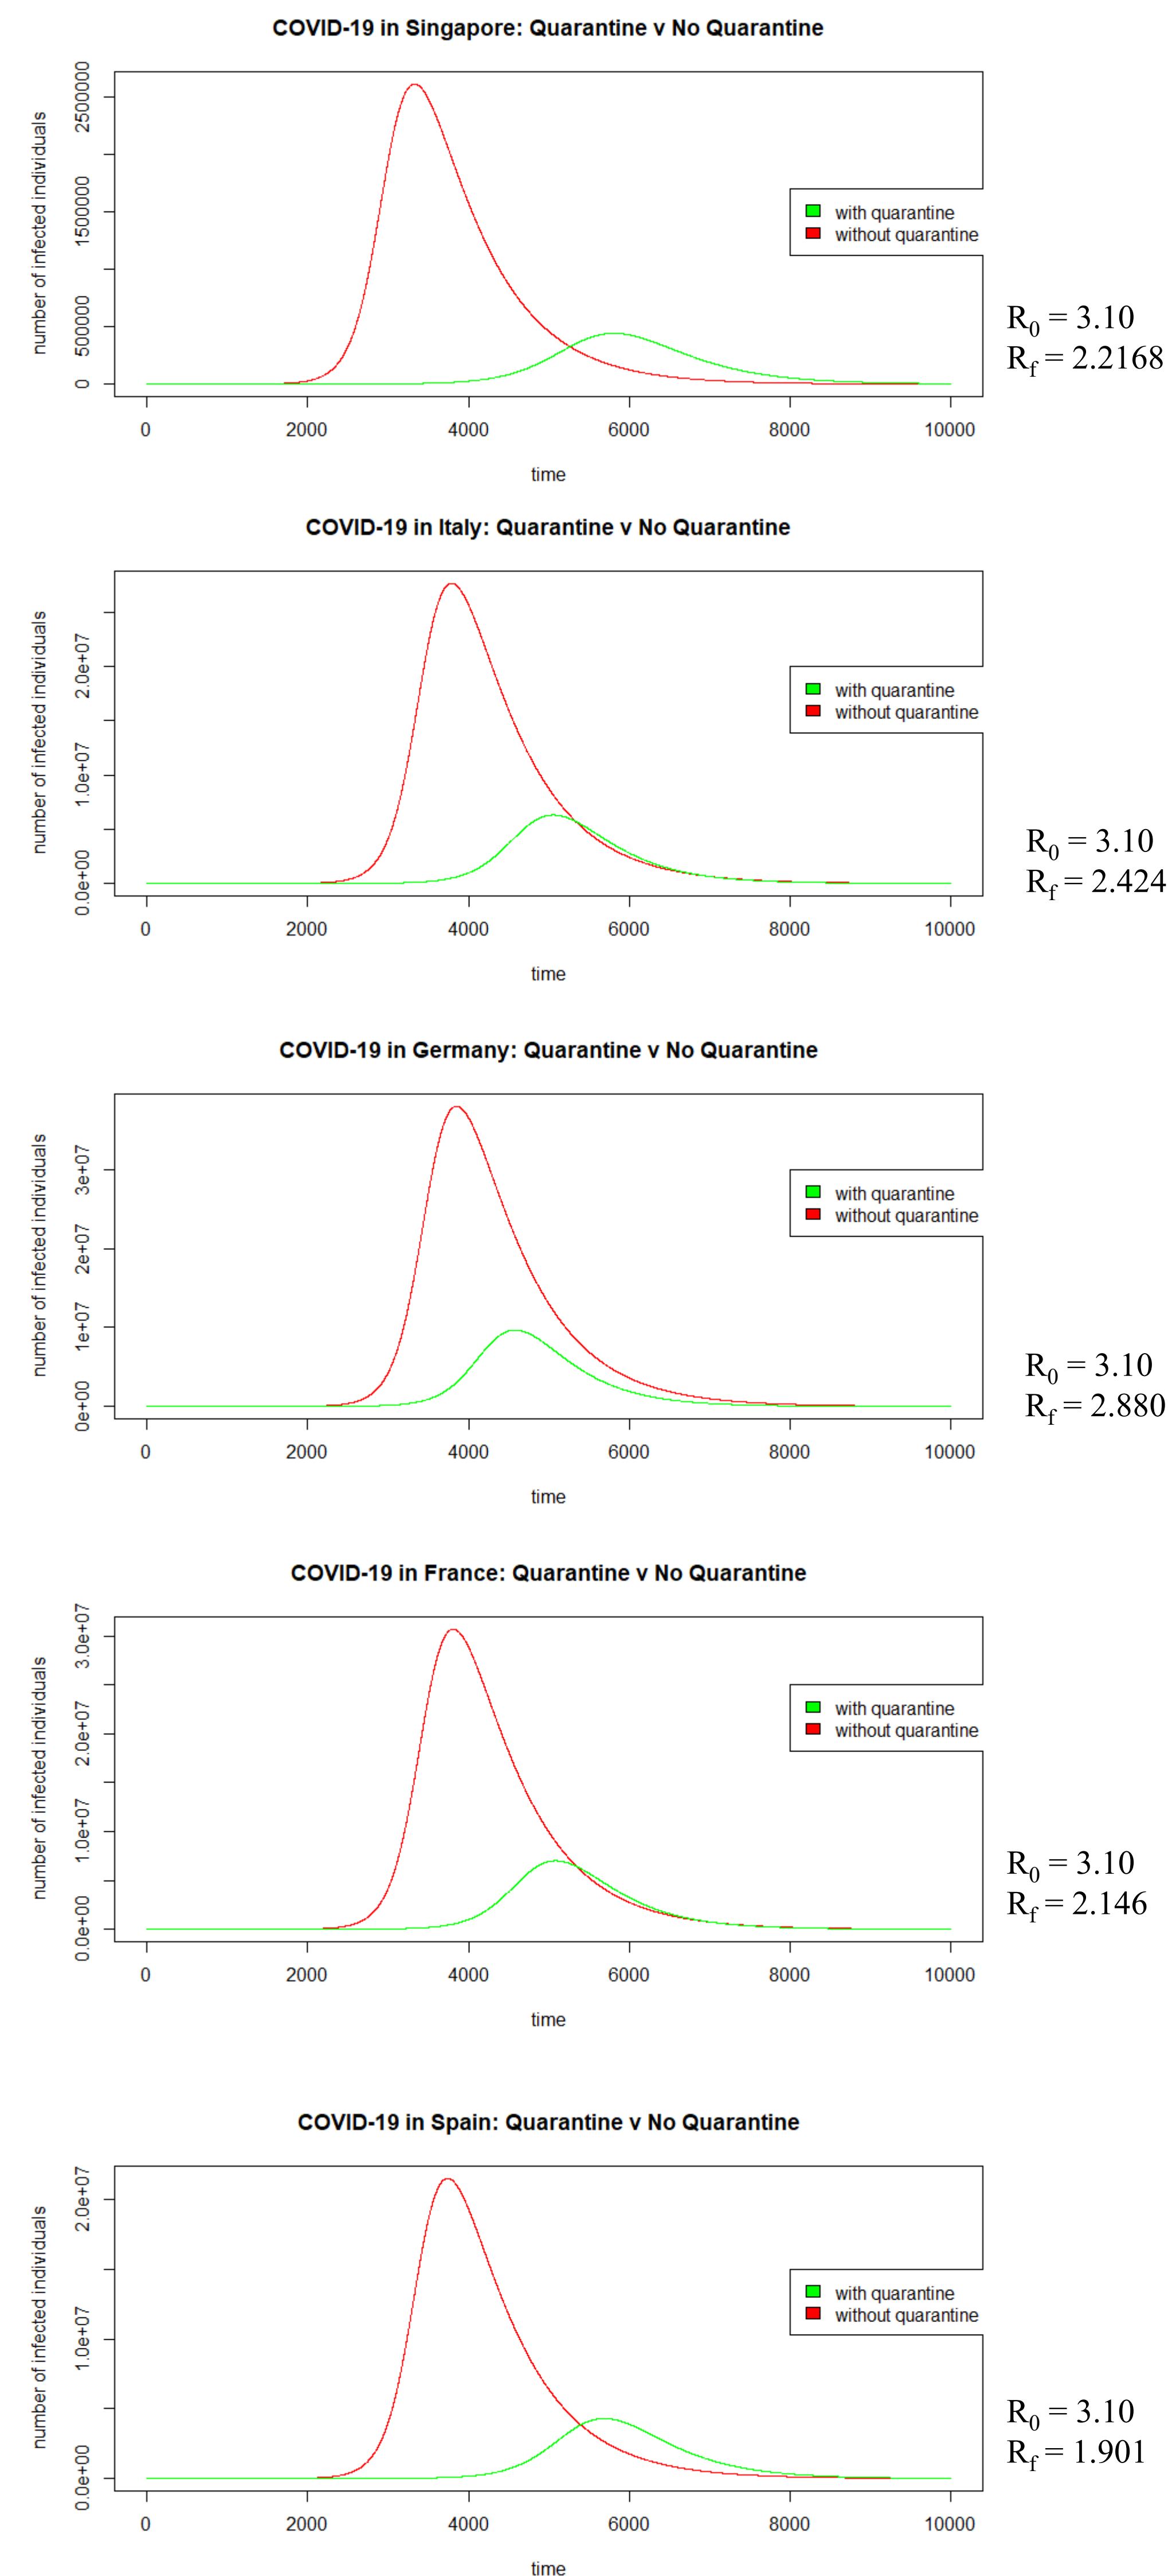 COVID-19 in Singapore: Quarantine v No Quarantine
number of infected individuals
2500000
1500000
500000
0
with quarantine
without quarantine
R0 = 3.10
Rf = 2.2168
0 2000 4000 6000 8000 10000
time
COVID-19 in Italy: Quarantine v No Quarantine
number of infected individuals
2.0e+07
1.0e+07
0.0e+00
with quarantine
without quarantine
R0 = 3.10
Rf = 2.424
0 2000 4000 6000 8000 10000
time
COVID-19 in Germany: Quarantine v No Quarantine
number of infected individuals
3e+07
2e+07
1e+07
0e+00
with quarantine
without quarantine
R0 = 3.10
Rf = 2.880
0 2000 4000 6000 8000 10000
time
COVID-19 in France: Quarantine v No Quarantine
number of infected individuals
3.0e+07
2.0e+07
1.0e+07
0.0e+00
with quarantine
without quarantine
R0 = 3.10
Rf = 2.146
0 2000 4000 6000 8000 10000
time
COVID-19 in Spain: Quarantine v No Quarantine
number of infected individuals
2.0e+07
1.0e+07
0.0e+00
with quarantine
without quarantine
R0 = 3.10
Rf = 1.901
0 2000 4000 6000 8000 10000
time